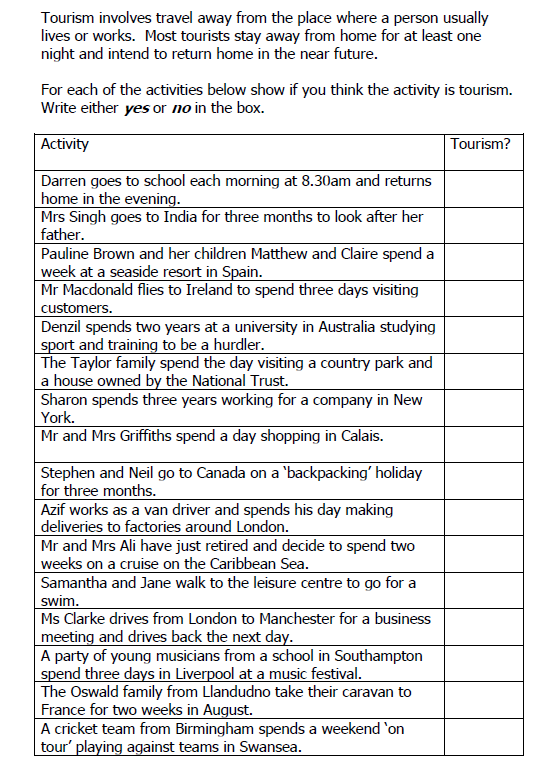 Tourism involves travel away from the place where a person usually
lives or works.  Most tourists stay away from home for at least one
night and intend to return home in the near future.
For each of the activities below show if you think the activity is tourism.
Write either yes or no in the box.
Activity
Tourism?
Darren goes to school each morning at 8.30am and returns
home in the evening.
Mrs Singh goes to India for three months to look after her
father.
Pauline Brown and her children Matthew and Claire spend a
week at a seaside resort in Spain.
Mr Macdonald flies to Ireland to spend three days visiting
customers.
Denzil spends two years at a university in Australia studying
sport and training to be a hurdler.
The Taylor family spend the day visiting a country park and
a house owned by the National Trust.
Sharon spends three years working for a company in New
York.
Mr and Mrs Griffiths spend a day shopping in Calais.
Stephen and Neil go to Canada on a ‘backpacking’ holiday
for three months.
Azif works as a van driver and spends his day making
deliveries to factories around London.
Mr and Mrs Ali have just retired and decide to spend two
weeks on a cruise on the Caribbean Sea.
Samantha and Jane walk to the leisure centre to go for a
swim.
Ms Clarke drives from London to Manchester for a business
meeting and drives back the next day.
A party of young musicians from a school in Southampton
spend three days in Liverpool at a music festival.
The Oswald family from Llandudno take their caravan to
France for two weeks in August.
A cricket team from Birmingham spends a weekend ‘on
tour’ playing against teams in Swansea.